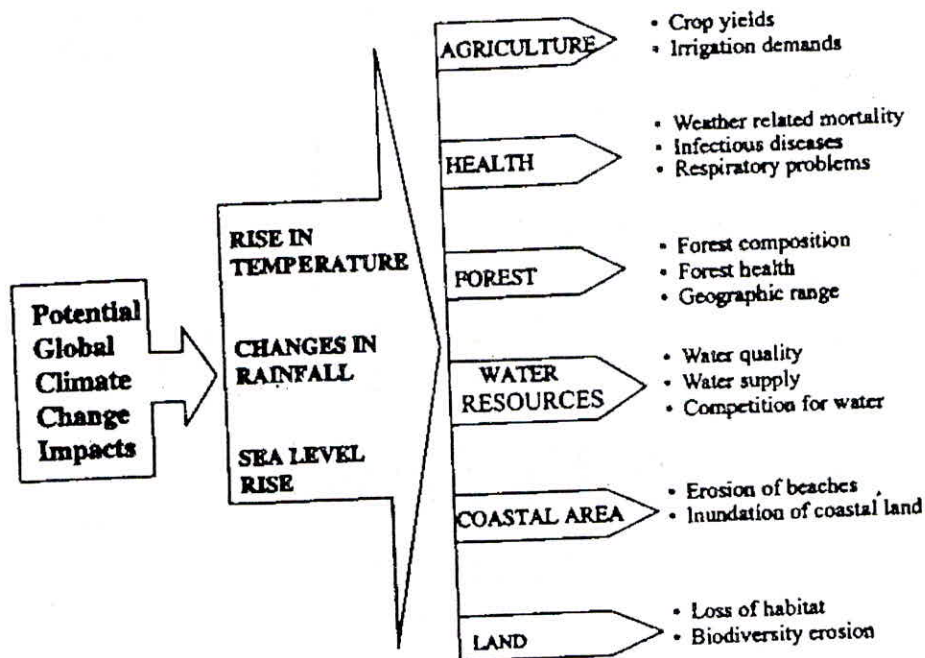 Potential
Global
Climate
Change
Impacts
RISE IN
TEMPERATURE
CHANGES IN
RAINFALL
SEA LEVEL
RISE
AGRICULTURE
• Crop yields
• Irrigation demands
HEALTH
• Weather related mortality
• Infectious diseases
• Respiratory problems
FOREST
• Forest composition
• Forest health
• Geographic range
WATER
RESOURCES
• Water quality
• Water supply
• Competition for water
COASTAL AREA
• Erosion of beaches
• Inundation of coastal land
LAND
• Loss of habitat
• Biodiversity erosion